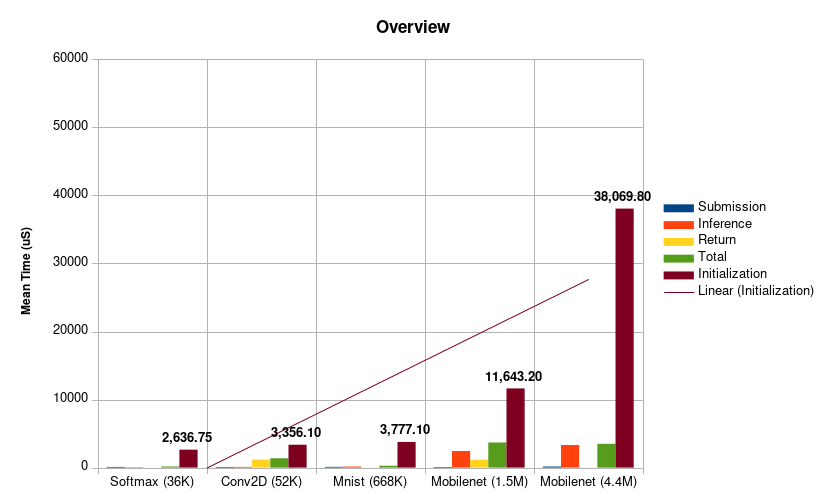 Overview
Mean Time (uS)
60000
50000
40000
30000
20000
10000
0
2,636.75
3,356.10
3,777.10
11,643.20
38,069.80
Softmax (36K)
Conv2D (52K)
Mnist (668K)
Mobilenet (1.5M)
Mobilenet (4.4M)
Submission
Inference
Return
Total
Initialization
Linear (Initialization)